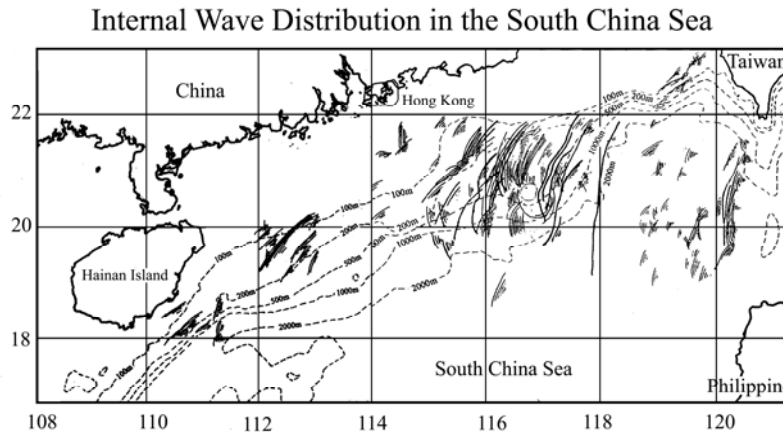 Internal Wave Distribution in the South China Sea
China
Taiwan
Hong Kong
22
100m
200m
100m
1000m
2000m
100m
20
100m
200m
200m
1000m
500m
100m
Hainan Island
200m
500m
1000m
2000m
2000m
18
100m
South China Sea
Philippin
108
110
112
114
116
118
120